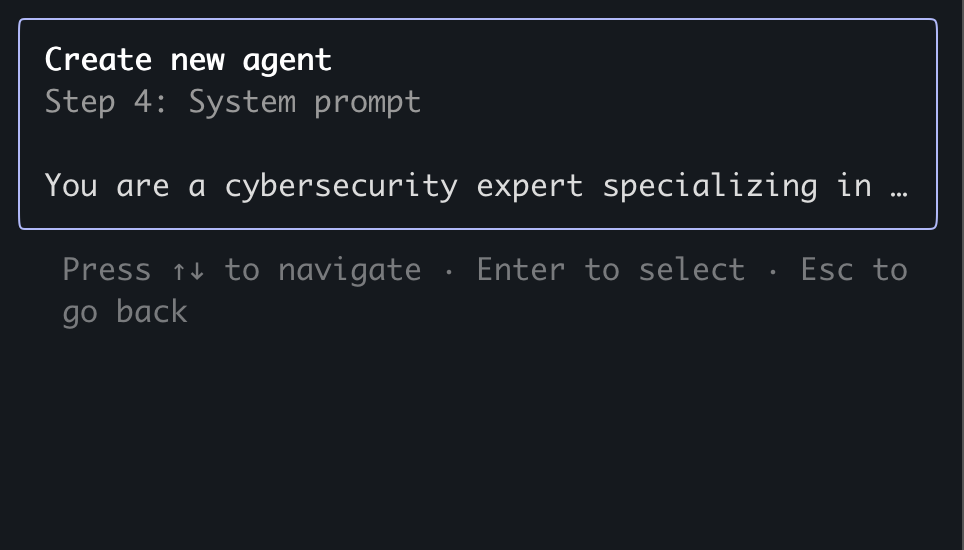 Create new agent
Step 4: System prompt
You are a cybersecurity expert specializing in …
Press ↑↓ to navigate · Enter to select · Esc to
go back